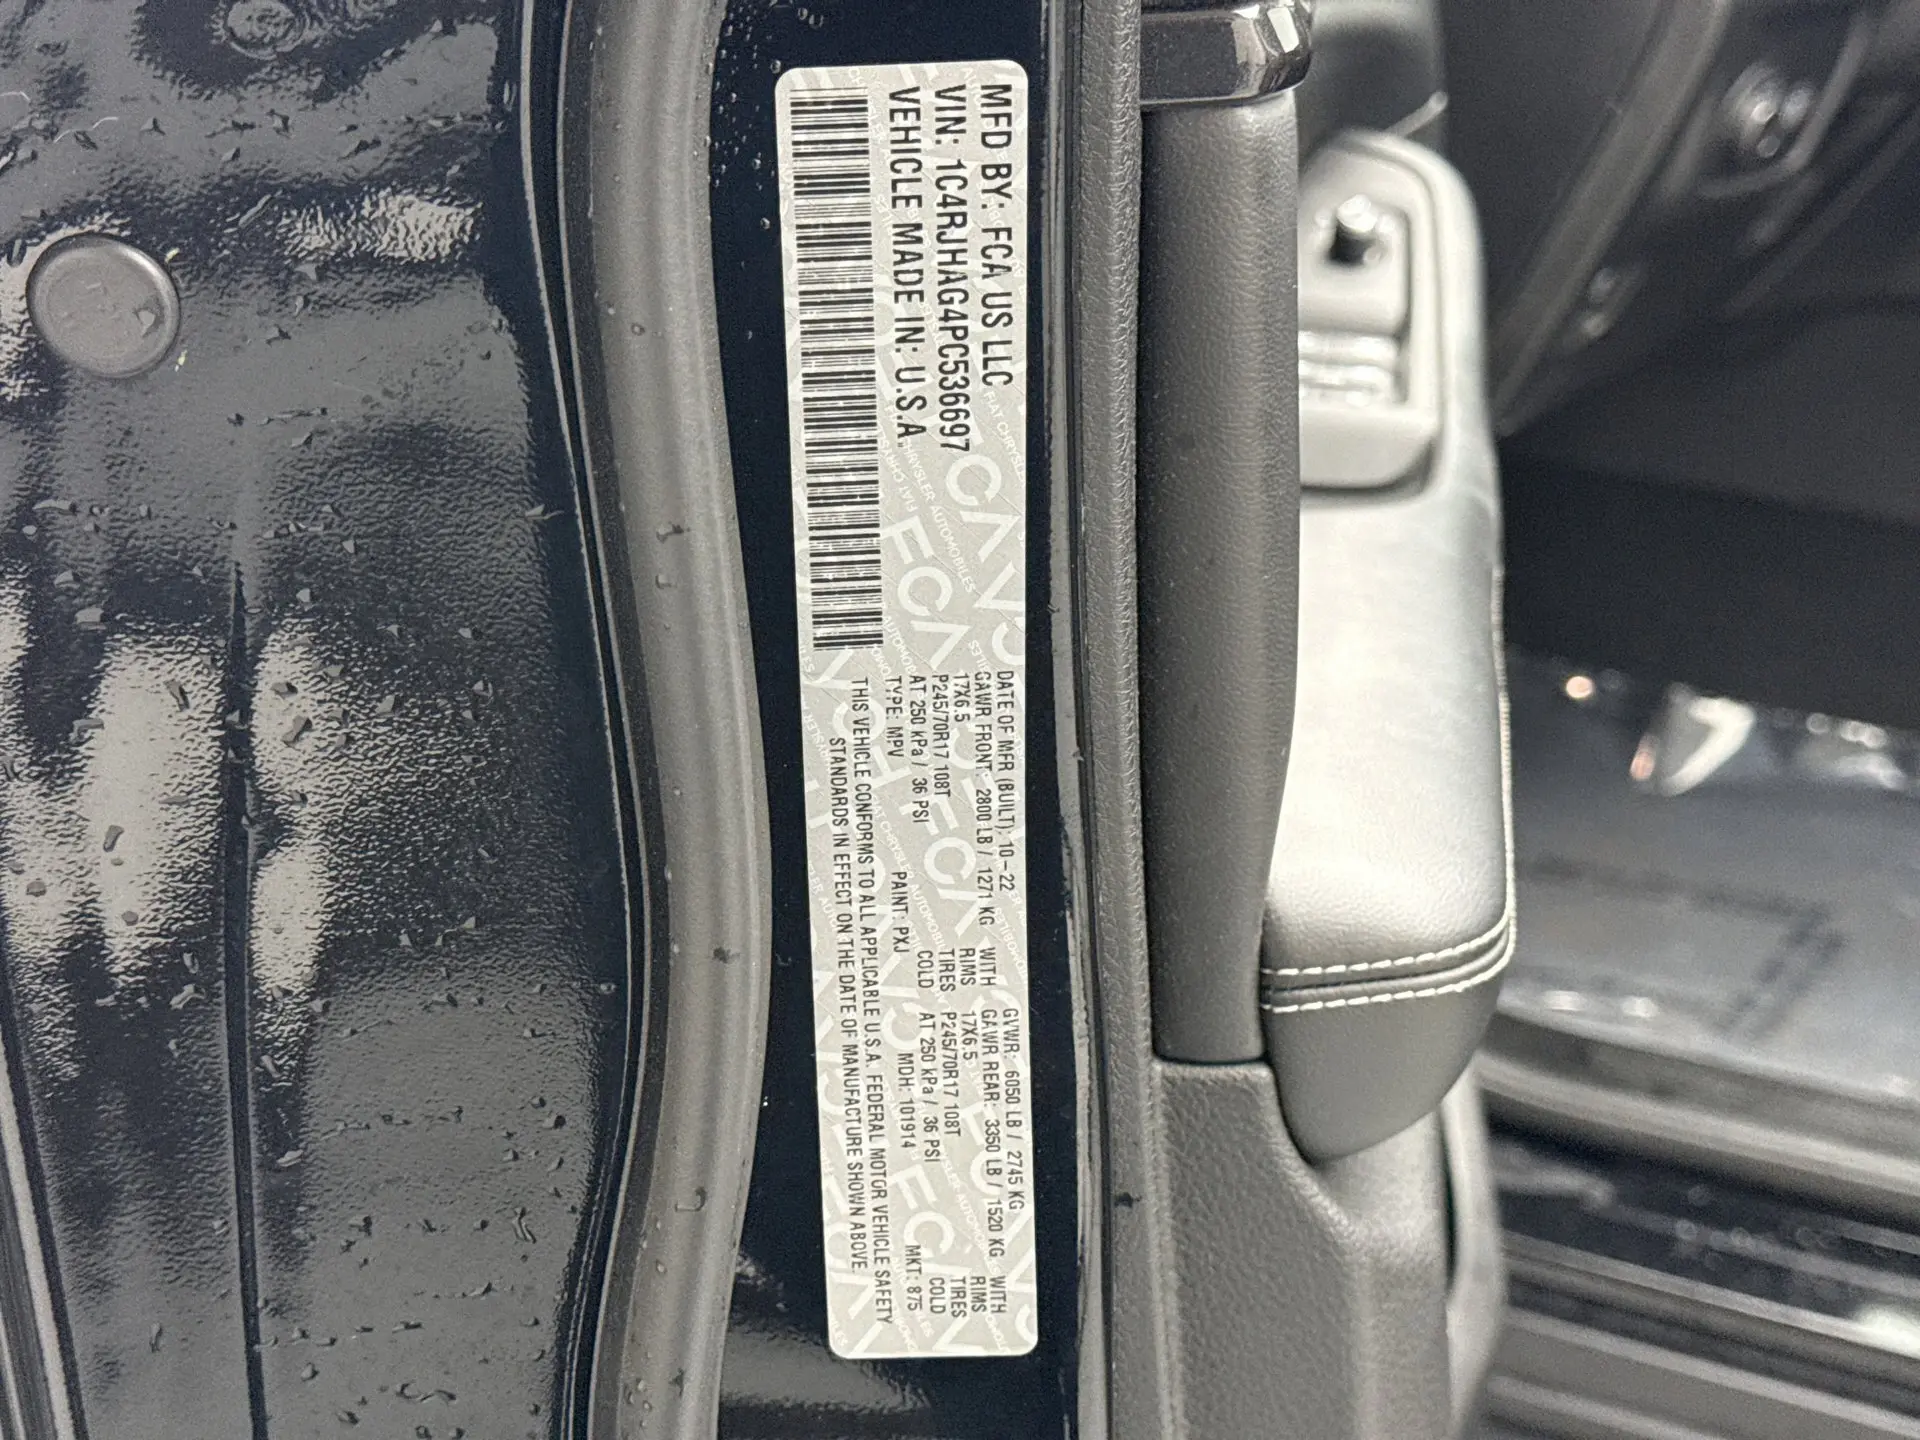 MFD BY: FCA US LLC
VIN: 1C4RJHAG4PC536697
VEHICLE MADE IN: U.S.A.
DATE OF MFR (BUILT): 10-22
GVWR: 6050 LB / 2745 KG
GAWR FRONT: 2800 LB / 1271 KG WITH
GAWR REAR: 3350 LB / 1520 KG WITH
17X6.5 RIMS
17X6.5 RIMS
P245/70R17 108T TIRES
P245/70R17 108T TIRES
AT 250 kPa / 36 PSI COLD
AT 250 kPa / 36 PSI COLD
TYPE: MPV PAINT: PXJ MDH: 101914 MKT: 875
THIS VEHICLE CONFORMS TO ALL APPLICABLE U.S.A. FEDERAL MOTOR VEHICLE SAFETY
STANDARDS IN EFFECT ON THE DATE OF MANUFACTURE SHOWN ABOVE.
FCA
FIAT CHRYSLER AUTOMOBILES